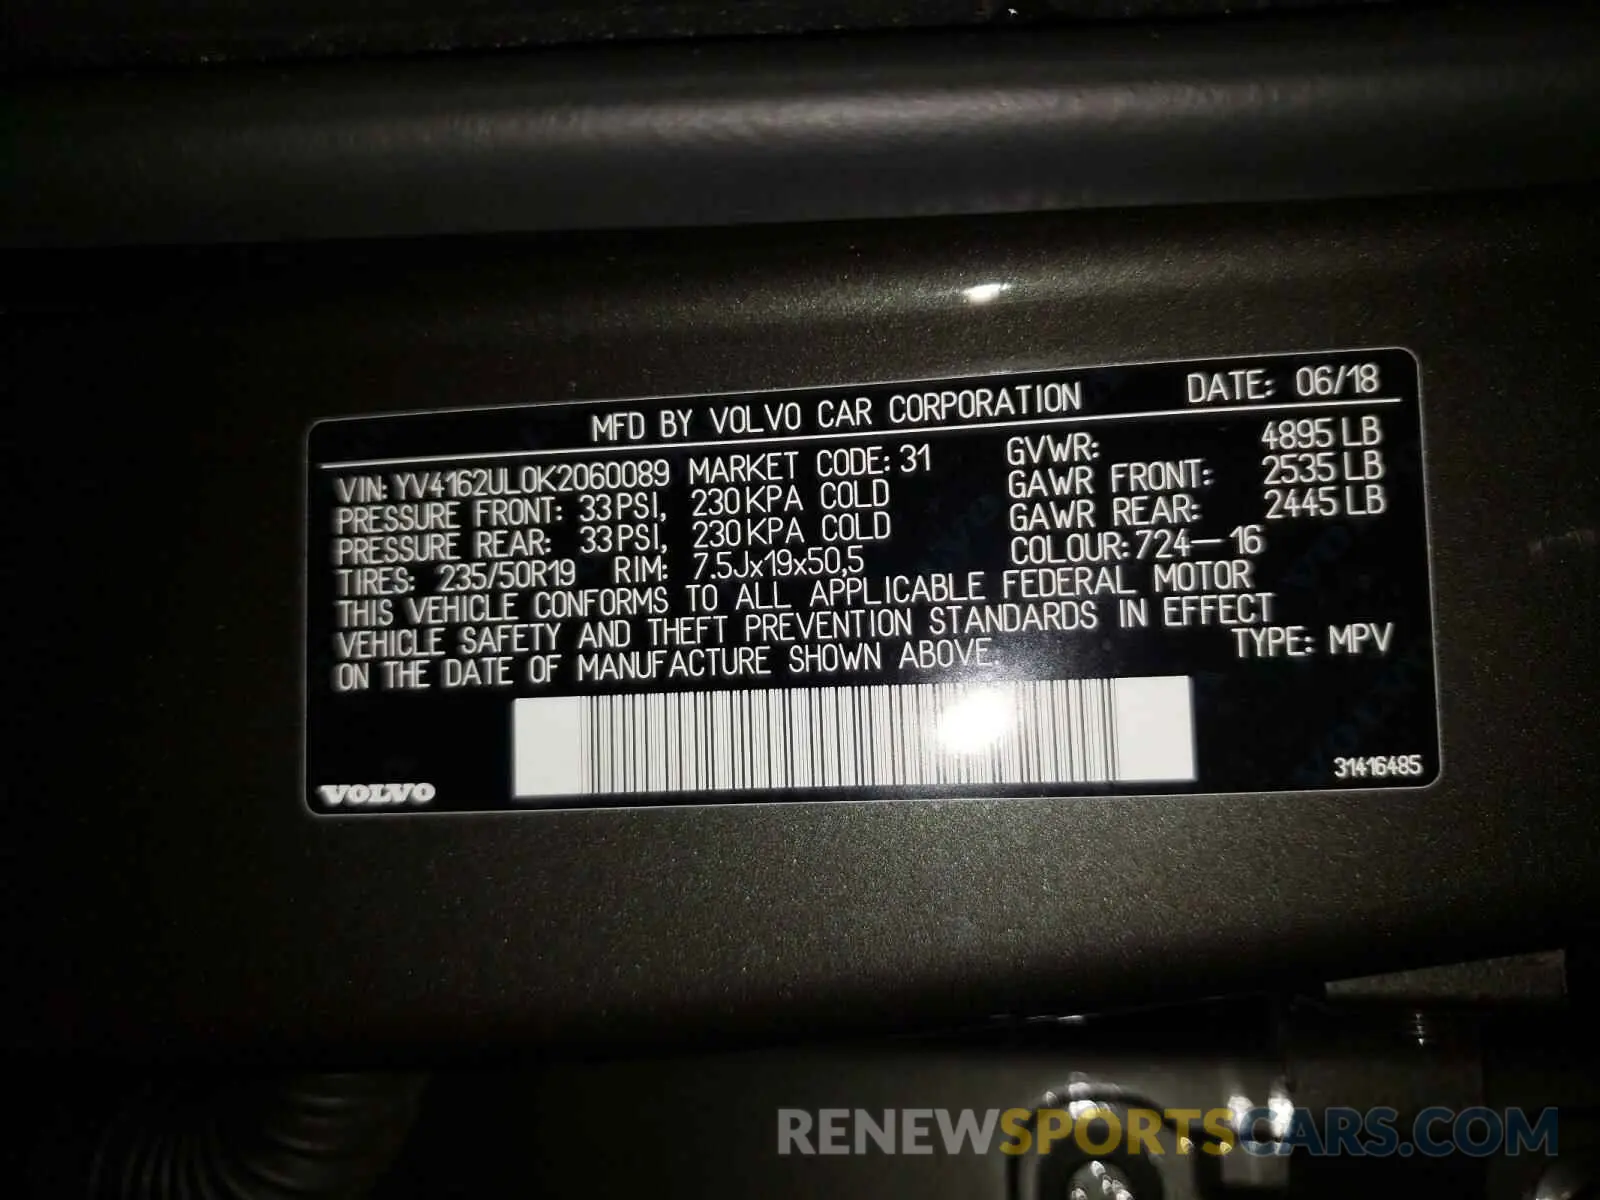 MFD BY VOLVO CAR CORPORATION DATE: 06/18
VIN: YV4162UL0K2060089 MARKET CODE: 31 GVWR: 4895 LB
PRESSURE FRONT: 33 PSI, 230 KPA COLD GAWR FRONT: 2535 LB
PRESSURE REAR: 33 PSI, 230 KPA COLD GAWR REAR: 2445 LB
TIRES: 235/50R19 RIM: 7.5Jx19x50,5 COLOUR: 724-16
THIS VEHICLE CONFORMS TO ALL APPLICABLE FEDERAL MOTOR
VEHICLE SAFETY AND THEFT PREVENTION STANDARDS IN EFFECT
ON THE DATE OF MANUFACTURE SHOWN ABOVE. TYPE: MPV
VOLVO 31416485
RENEWSPORTSCARS.COM